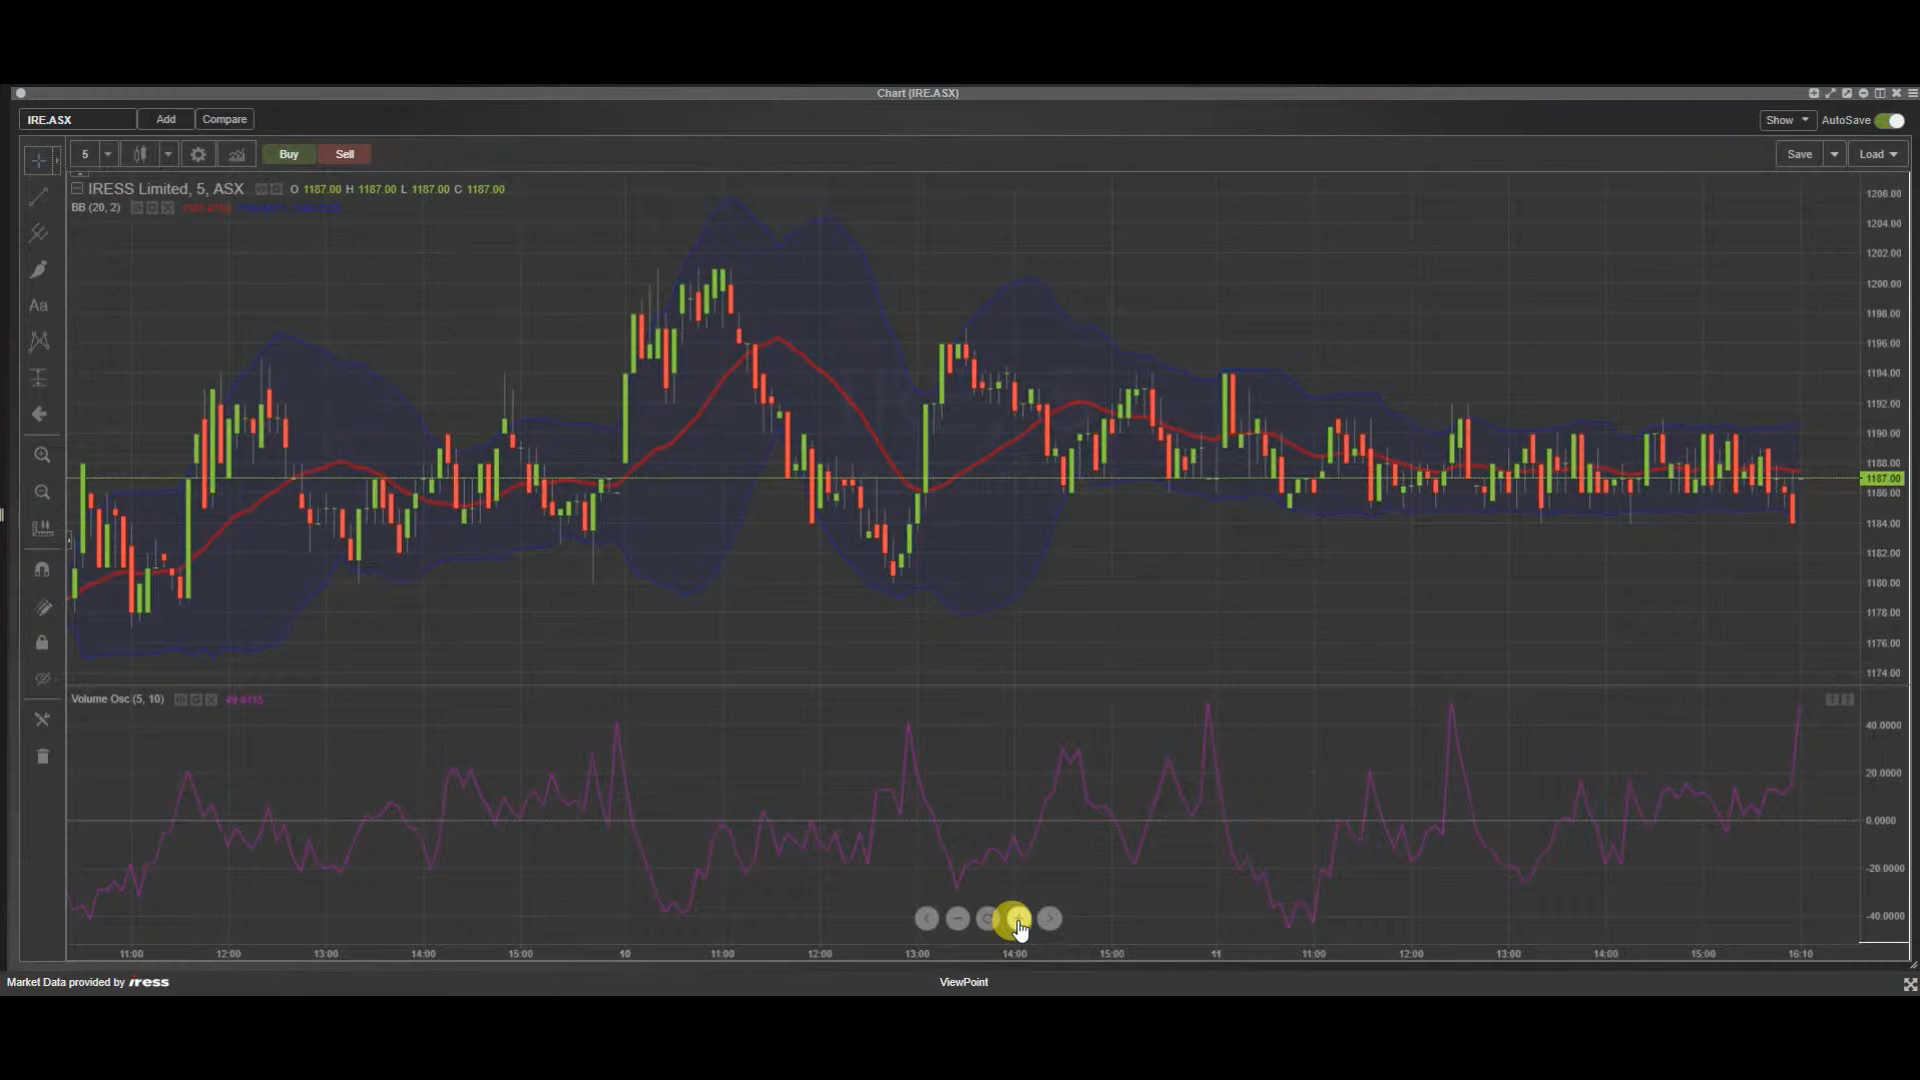 Chart (IRE.ASX)
IRE.ASX Add Compare Show AutoSave
5 Buy Sell Save Load
IRESS Limited, 5, ASX O 1187.00 H 1187.00 L 1187.00 C 1187.00
BB (20, 2)
1206.00
1204.00
1202.00
1200.00
1198.00
1196.00
1194.00
1192.00
1190.00
1188.00
1187.00
1186.00
1184.00
1182.00
1180.00
1178.00
1176.00
1174.00
Aa
Volume Osc (5, 10)
40.0000
20.0000
0.0000
-20.0000
-40.0000
11:00 12:00 13:00 14:00 15:00 10 11:00 12:00 13:00 14:00 15:00 11 11:00 12:00 13:00 14:00 15:00 16:10
Market Data provided by iress ViewPoint